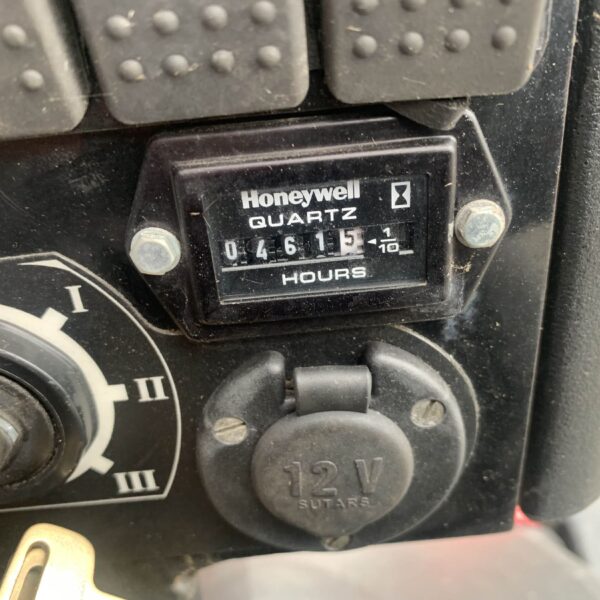 Honeywell
QUARTZ
0 4 6 1 5 1/10
HOURS
I
II
III
12 V
SUTARS